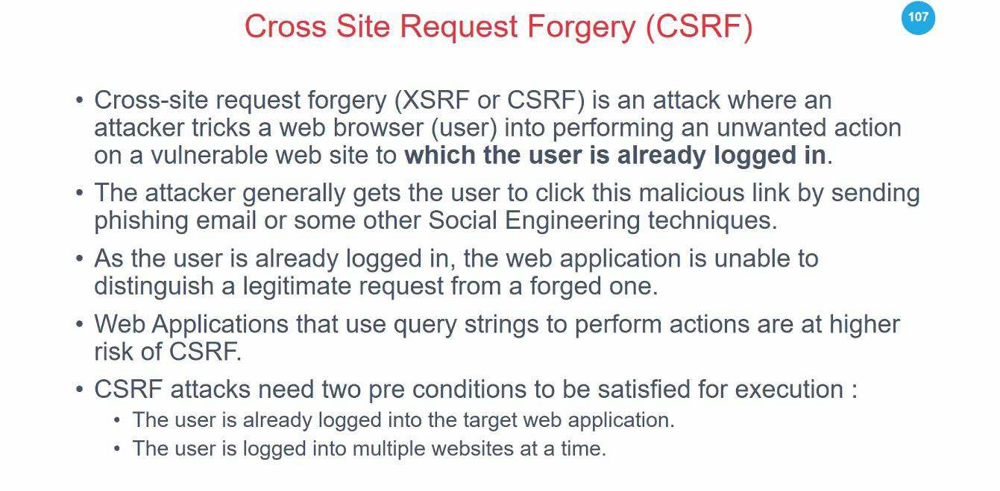 Cross Site Request Forgery (CSRF)
107
• Cross-site request forgery (XSRF or CSRF) is an attack where an
attacker tricks a web browser (user) into performing an unwanted action
on a vulnerable web site to which the user is already logged in.
• The attacker generally gets the user to click this malicious link by sending
phishing email or some other Social Engineering techniques.
• As the user is already logged in, the web application is unable to
distinguish a legitimate request from a forged one.
• Web Applications that use query strings to perform actions are at higher
risk of CSRF.
• CSRF attacks need two pre conditions to be satisfied for execution :
• The user is already logged into the target web application.
• The user is logged into multiple websites at a time.